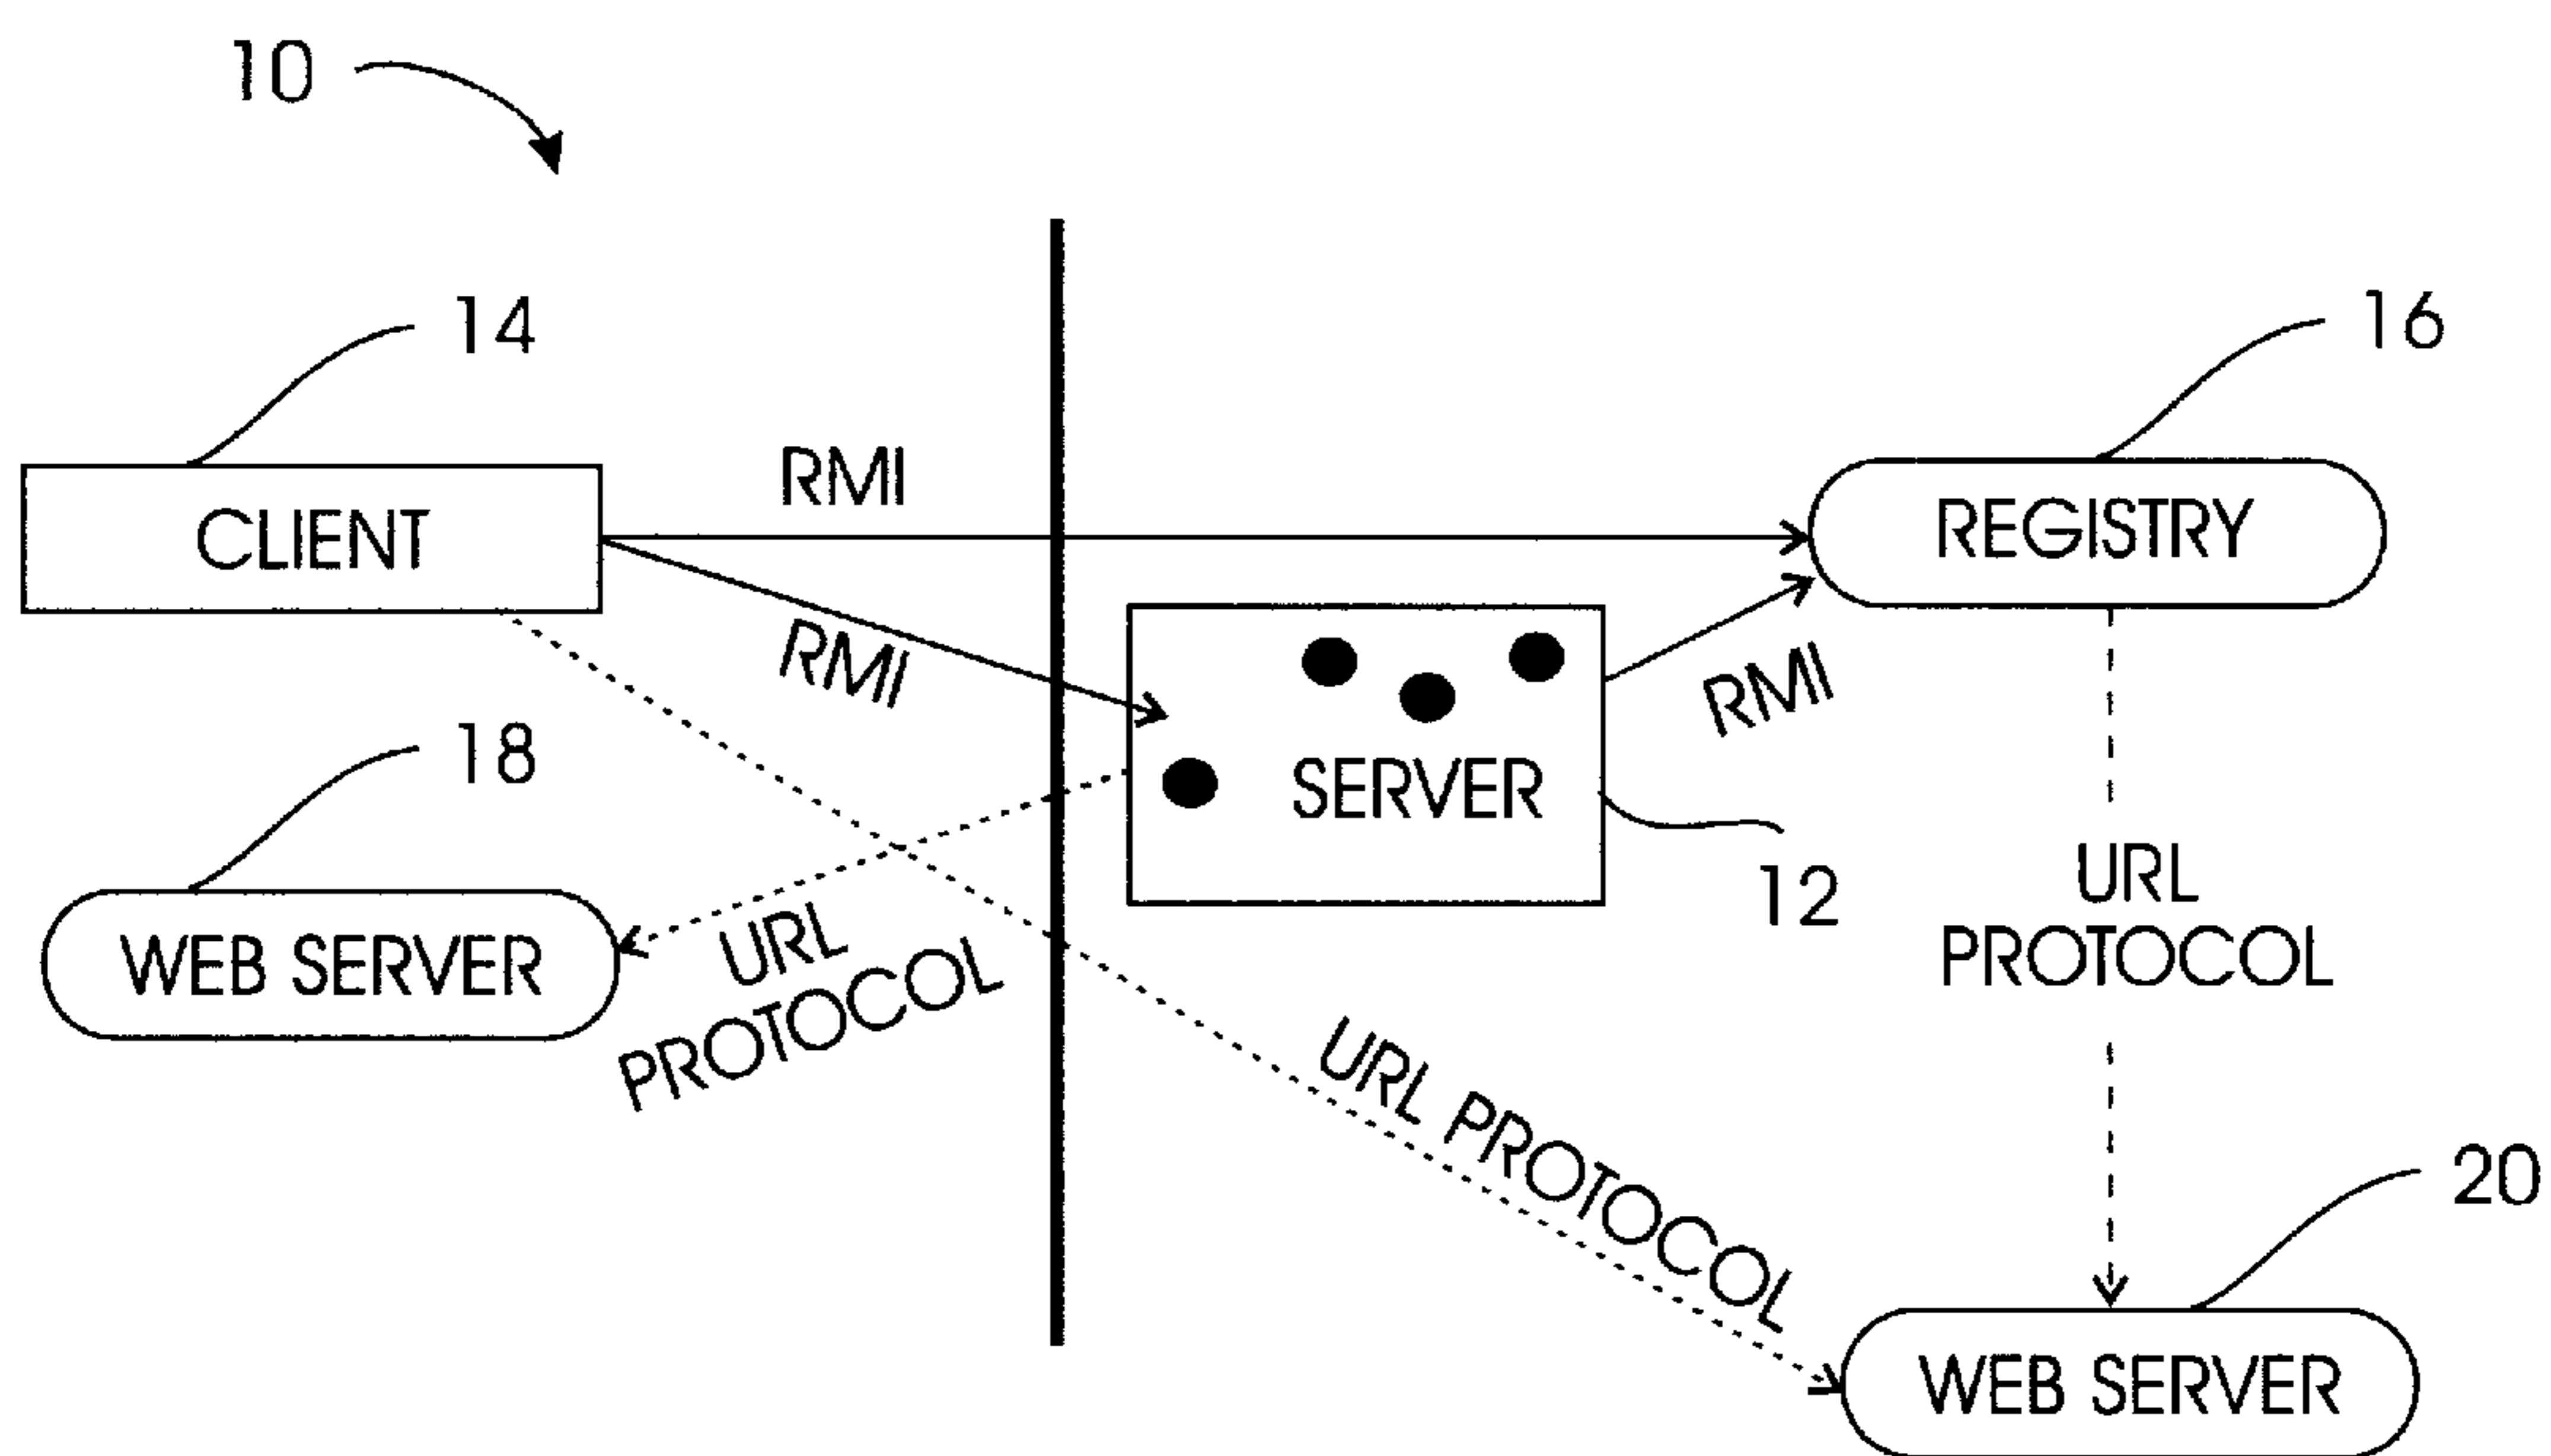 10
14
16
RMI
CLIENT
REGISTRY
RMI
RMI
18
SERVER
12
URL
PROTOCOL
WEB SERVER
URL
PROTOCOL
URL PROTOCOL
20
WEB SERVER